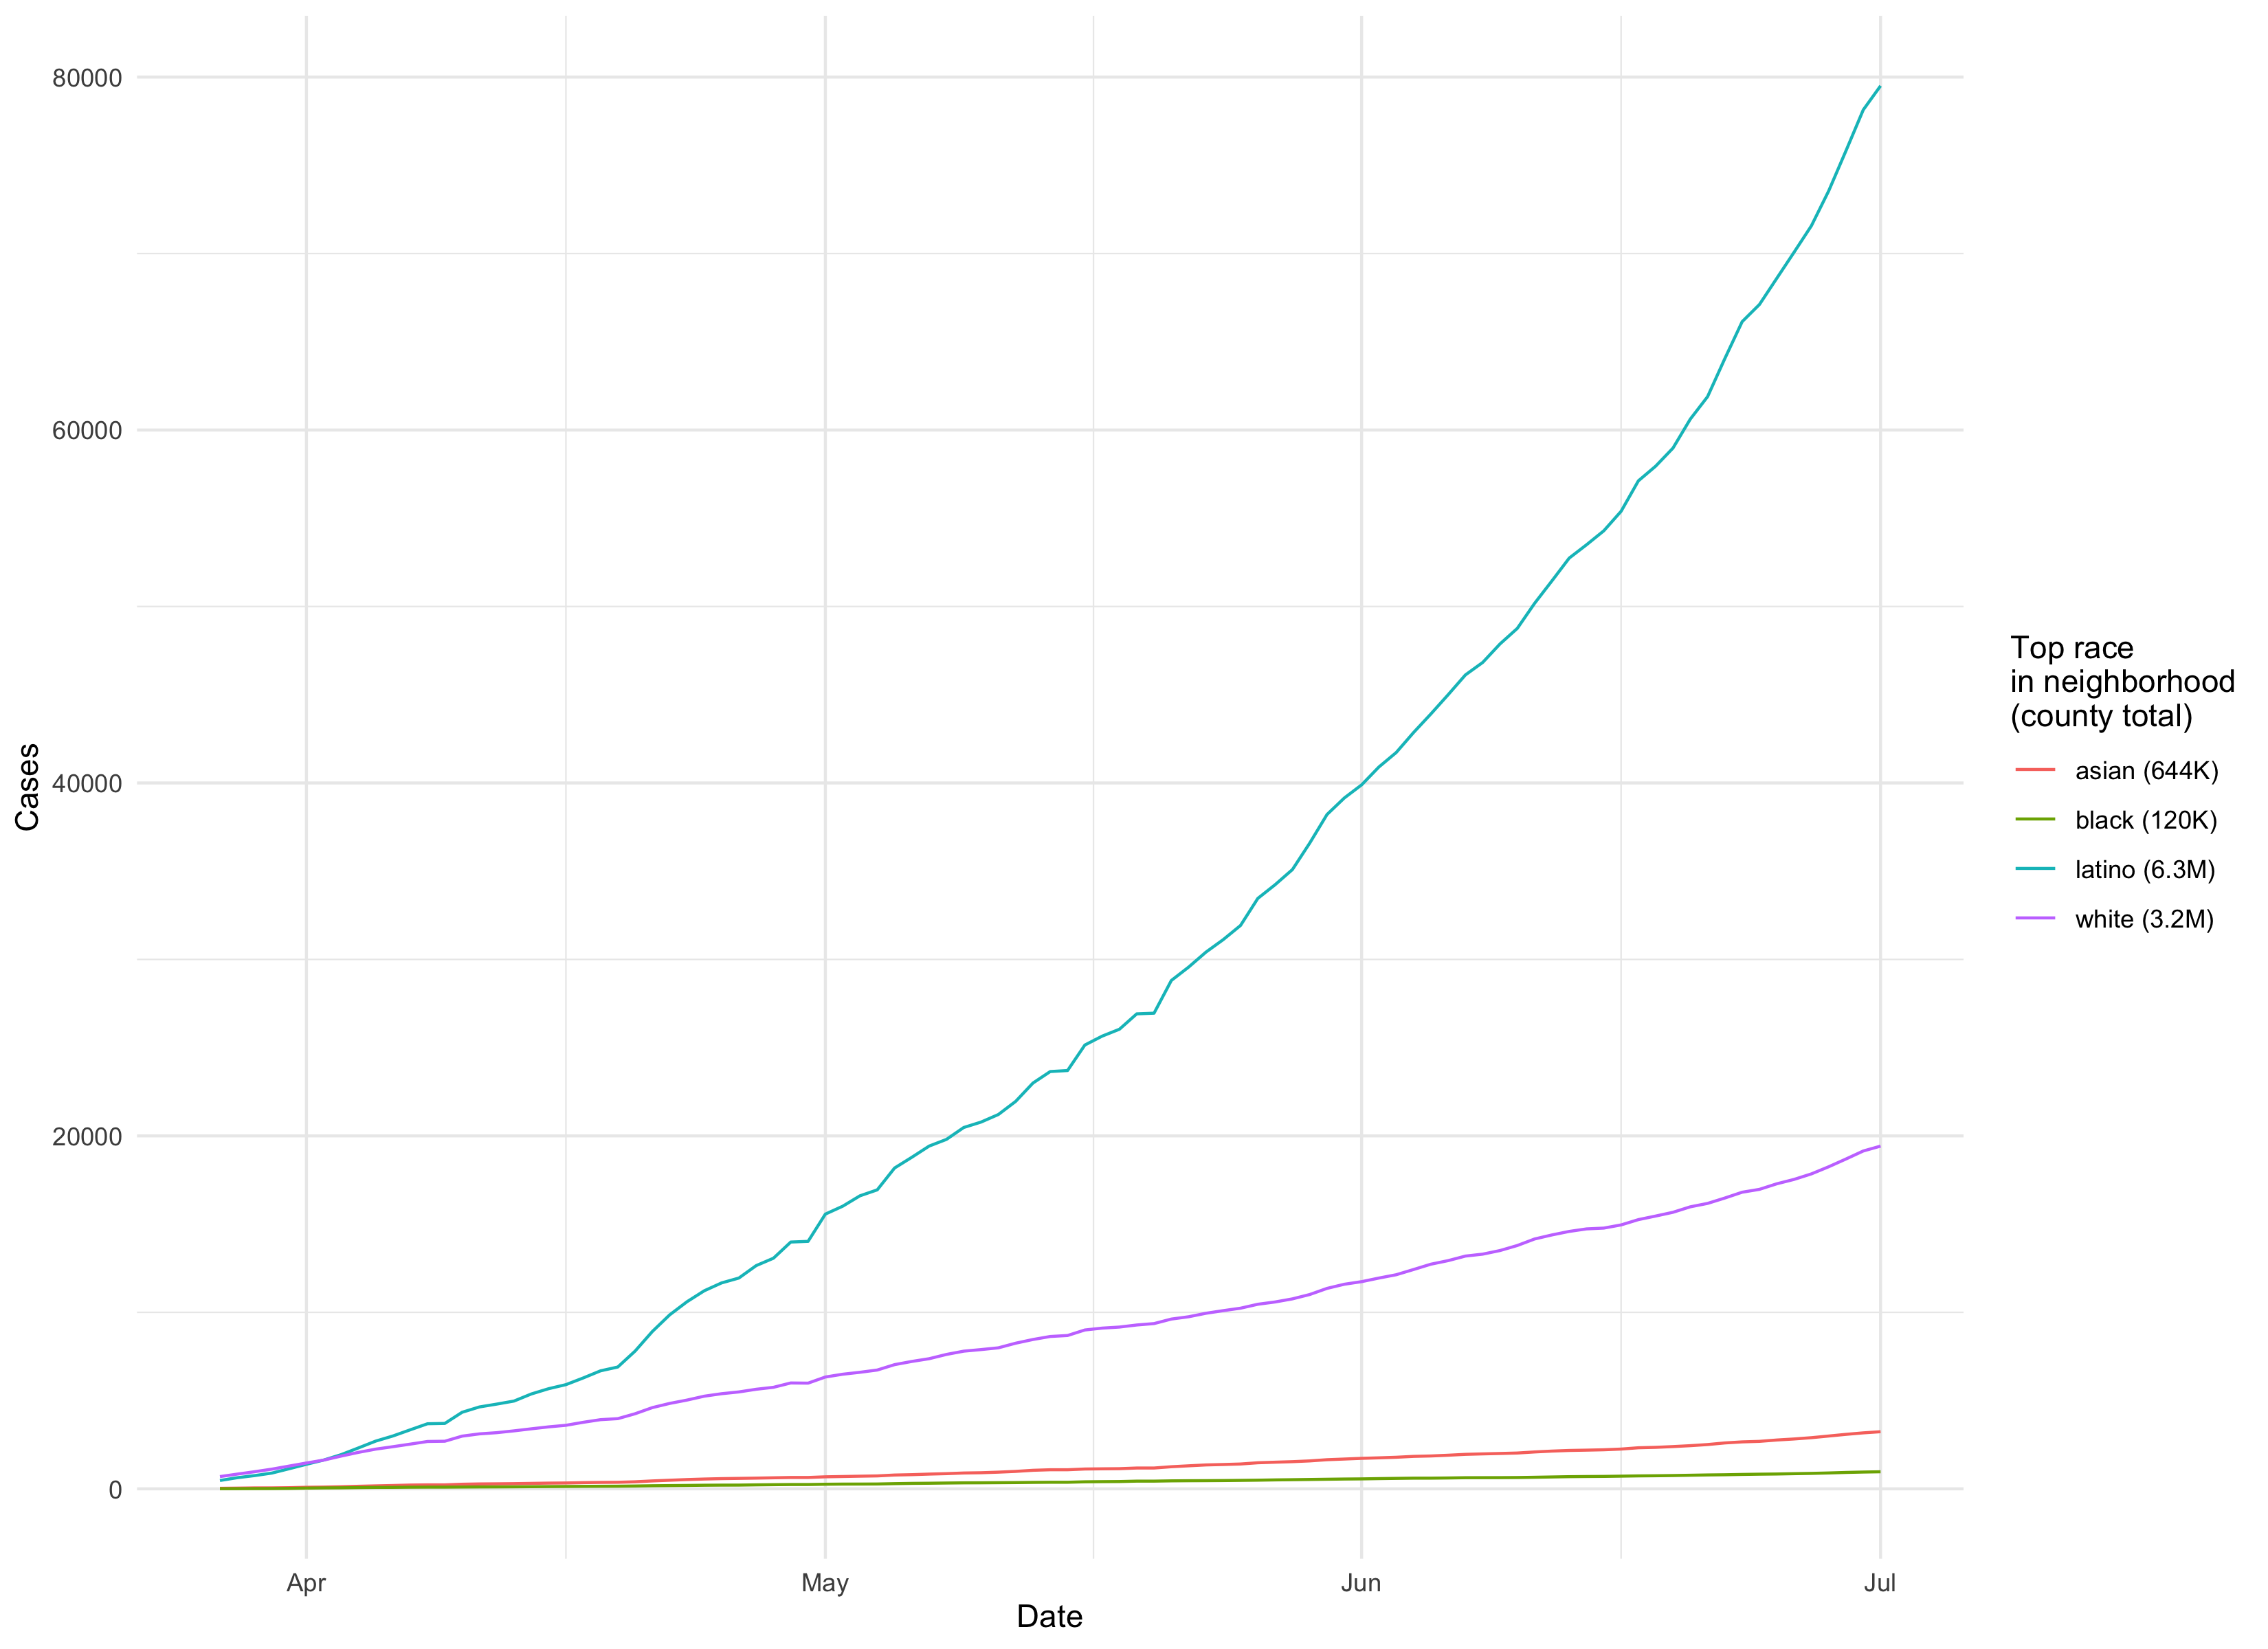 80000
60000
40000
20000
0
Cases
Apr
May
Jun
Jul
Date
Top race
in neighborhood
(county total)
asian (644K)
black (120K)
latino (6.3M)
white (3.2M)